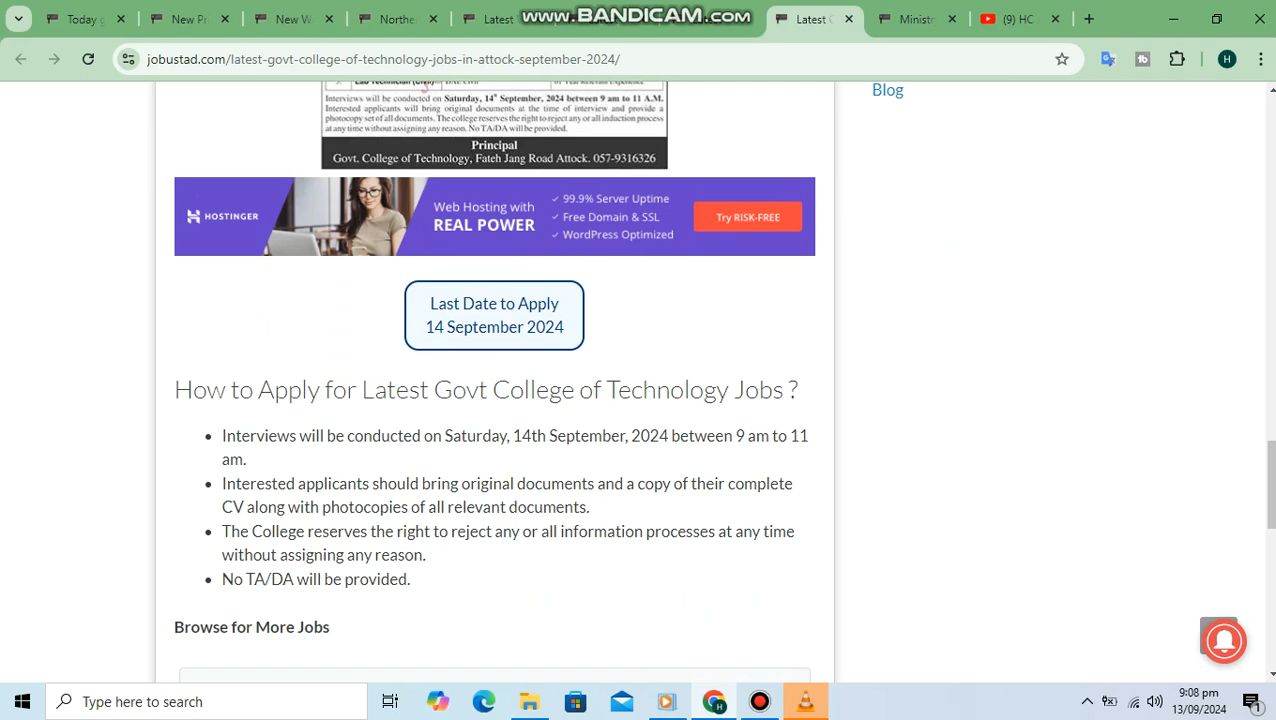 WWW.BANDICAM.COM
Today g
New Pr
New W
Northe
Latest
Latest G
Ministr
(9) HC
jobustad.com/latest-govt-college-of-technology-jobs-in-attock-september-2024/
H
Blog
Lab Technician (Civil)
of Year Relevant Experience
Interviews will be conducted on Saturday, 14th September, 2024 between 9 am to 11 A.M.
Interested applicants will bring original documents at the time of interview and provide a
photocopy set of all documents. The college reserves the right to reject any or all induction process
at any time without assigning any reason. No TA/DA will be provided.
Principal
Govt. College of Technology, Fateh Jang Road Attock. 057-9316326
HOSTINGER
Web Hosting with
REAL POWER
99.9% Server Uptime
Free Domain & SSL
WordPress Optimized
Try RISK-FREE
Last Date to Apply
14 September 2024
How to Apply for Latest Govt College of Technology Jobs ?
• Interviews will be conducted on Saturday, 14th September, 2024 between 9 am to 11
am.
• Interested applicants should bring original documents and a copy of their complete
CV along with photocopies of all relevant documents.
• The College reserves the right to reject any or all information processes at any time
without assigning any reason.
• No TA/DA will be provided.
Browse for More Jobs
Type here to search
9:08 pm
13/09/2024